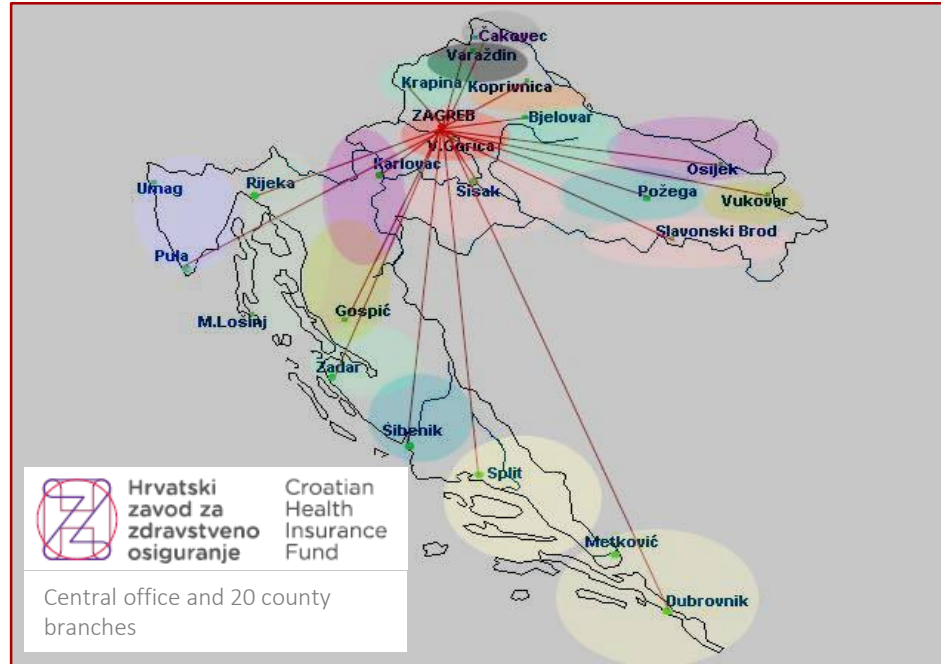 Čakovec
Varaždin
Krapina
Koprivnica
ZAGREB
Bjelovar
V.Gorica
Karlovac
Osijek
Umag
Rijeka
Sisak
Požega
Vukovar
Slavonski Brod
Pula
M.Losinj
Gospić
Zadar
Šibenik
Split
Metković
Dubrovnik
Hrvatski
zavod za
zdravstveno
osiguranje
Croatian
Health
Insurance
Fund
Central office and 20 county
branches